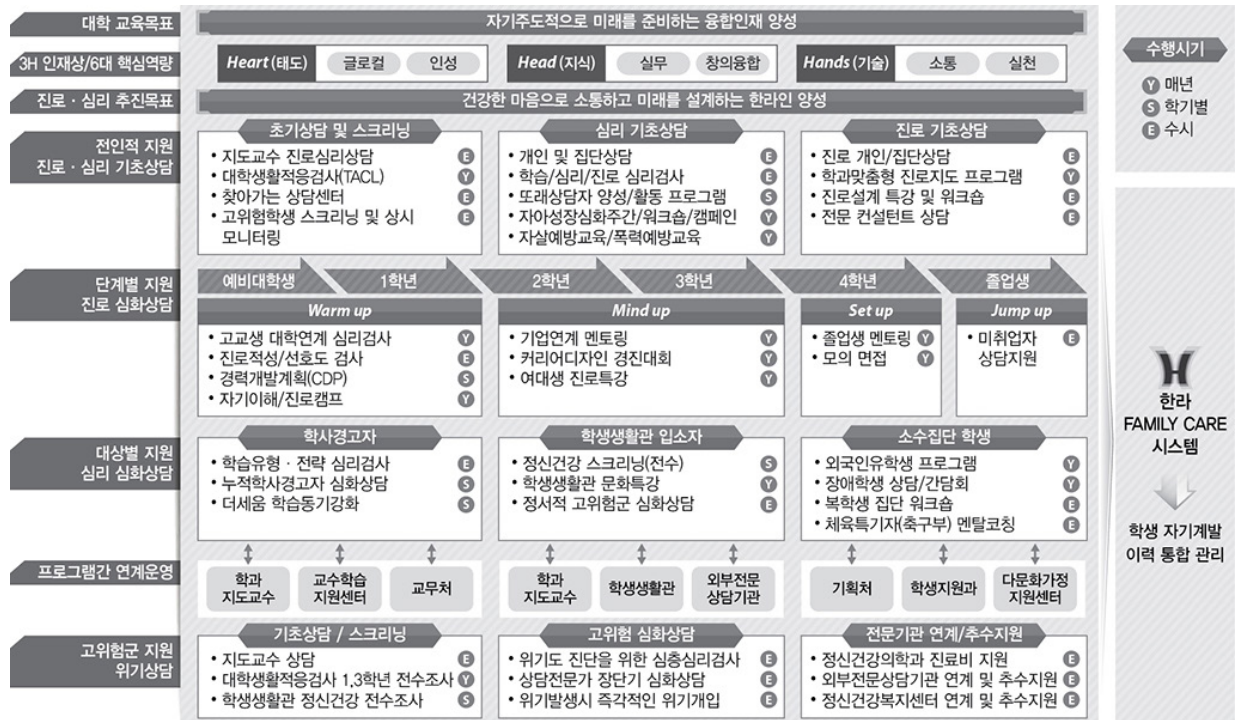 대학 교육목표
자기주도적으로 미래를 준비하는 융합인재 양성
3H 인재상/6대 핵심역량
Heart (태도) 글로컬 인성
Head (지식) 실무 창의융합
Hands (기술) 소통 실천
진로 · 심리 추진목표
건강한 마음으로 소통하고 미래를 설계하는 한라인 양성
전인적 지원
진로 · 심리 기초상담
초기상담 및 스크리닝
• 지도교수 진로심리상담 E
• 대학생활적응검사(TACL) Y
• 찾아가는 상담센터 E
• 고위험학생 스크리닝 및 상시 E
모니터링
심리 기초상담
• 개인 및 집단상담 E
• 학습/심리/진로 심리검사 E
• 또래상담자 양성/활동 프로그램 S
• 자아성장심화주간/워크숍/캠페인 Y
• 자살예방교육/폭력예방교육 Y
진로 기초상담
• 진로 개인/집단상담 E
• 학과맞춤형 진로지도 프로그램 Y
• 진로설계 특강 및 워크숍 E
• 전문 컨설턴트 상담 E
단계별 지원
진로 심화상담
예비대학생 1학년 2학년 3학년 4학년 졸업생
Warm up
• 고교생 대학연계 심리검사 Y
• 진로적성/선호도 검사 E
• 경력개발계획(CDP) S
• 자기이해/진로캠프 Y
Mind up
• 기업연계 멘토링 Y
• 커리어디자인 경진대회 Y
• 여대생 진로특강 Y
Set up
• 졸업생 멘토링 Y
• 모의 면접 Y
Jump up
• 미취업자 E
상담지원
대상별 지원
심리 심화상담
학사경고자
• 학습유형 · 전략 심리검사 E
• 누적학사경고자 심화상담 S
• 더세움 학습동기강화 S
학생생활관 입소자
• 정신건강 스크리닝(전수) S
• 학생생활관 문화특강 Y
• 정서적 고위험군 심화상담 E
소수집단 학생
• 외국인유학생 프로그램 Y
• 장애학생 상담/간담회 Y
• 복학생 집단 워크숍 E
• 체육특기자(축구부) 멘탈코칭 E
프로그램간 연계운영
학과
지도교수
교수학습
지원센터
교무처
학과
지도교수
학생생활관
외부전문
상담기관
기획처
학생지원과
다문화가정
지원센터
고위험군 지원
위기상담
기초상담 / 스크리닝
• 지도교수 상담 E
• 대학생활적응검사 1,3학년 전수조사 Y
• 학생생활관 정신건강 전수조사 S
고위험 심화상담
• 위기도 진단을 위한 심층심리검사 E
• 상담전문가 장단기 심화상담 E
• 위기발생시 즉각적인 위기개입 E
전문기관 연계/추수지원
• 정신건강의학과 진료비 지원 E
• 외부전문상담기관 연계 및 추수지원 E
• 정신건강복지센터 연계 및 추수지원 E
수행시기
Y 매년
S 학기별
E 수시
한라
FAMILY CARE
시스템
학생 자기계발
이력 통합 관리